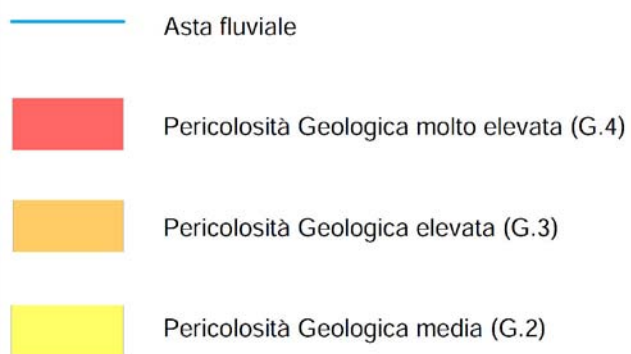 Asta fluviale
Pericolosità Geologica molto elevata (G.4)
Pericolosità Geologica elevata (G.3)
Pericolosità Geologica media (G.2)